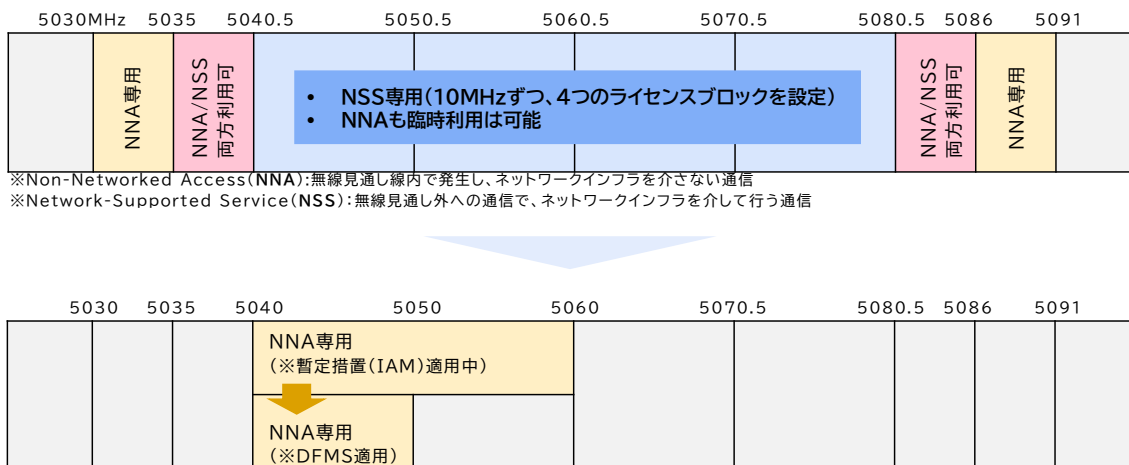 5030MHz 5035 5040.5 5050.5 5060.5 5070.5 5080.5 5086 5091
NNA専用
NNA/NSS
両方利用可
• NSS専用(10MHzずつ、4つのライセンスブロックを設定)
• NNAも臨時利用は可能
NNA/NSS
両方利用可
NNA専用
※Non-Networked Access(NNA):無線見通し線内で発生し、ネットワークインフラを介さない通信
※Network-Supported Service(NSS):無線見通し外への通信で、ネットワークインフラを介して行う通信
5030 5035 5040 5050 5060 5070.5 5080.5 5086 5091
NNA専用
(※暫定措置(IAM)適用中)
NNA専用
(※DFMS適用)